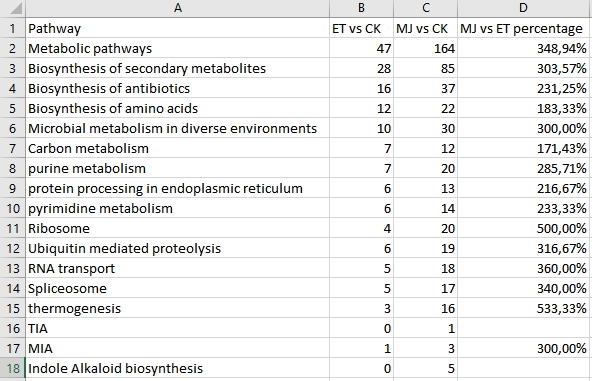 A B C D
1 Pathway ET vs CK MJ vs CK MJ vs ET percentage
2 Metabolic pathways 47 164 348,94%
3 Biosynthesis of secondary metabolites 28 85 303,57%
4 Biosynthesis of antibiotics 16 37 231,25%
5 Biosynthesis of amino acids 12 22 183,33%
6 Microbial metabolism in diverse environments 10 30 300,00%
7 Carbon metabolism 7 12 171,43%
8 purine metabolism 7 20 285,71%
9 protein processing in endoplasmic reticulum 6 13 216,67%
10 pyrimidine metabolism 6 14 233,33%
11 Ribosome 4 20 500,00%
12 Ubiquitin mediated proteolysis 6 19 316,67%
13 RNA transport 5 18 360,00%
14 Spliceosome 5 17 340,00%
15 thermogenesis 3 16 533,33%
16 TIA 0 1
17 MIA 1 3 300,00%
18 Indole Alkaloid biosynthesis 0 5